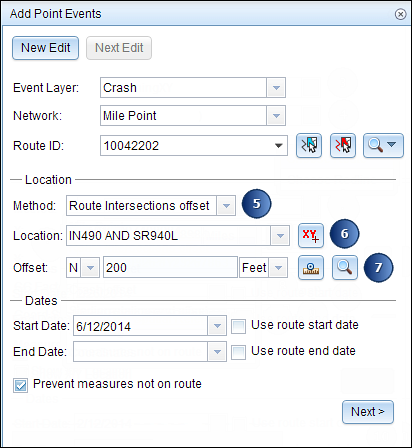 Add Point Events
New Edit Next Edit
Event Layer: Crash
Network: Mile Point
Route ID: 10042202
Location
Method: Route Intersections offset 5
Location: IN490 AND SR940L XY 6
Offset: N 200 Feet 7
Dates
Start Date: 6/12/2014 Use route start date
End Date: Use route end date
Prevent measures not on route
Next >